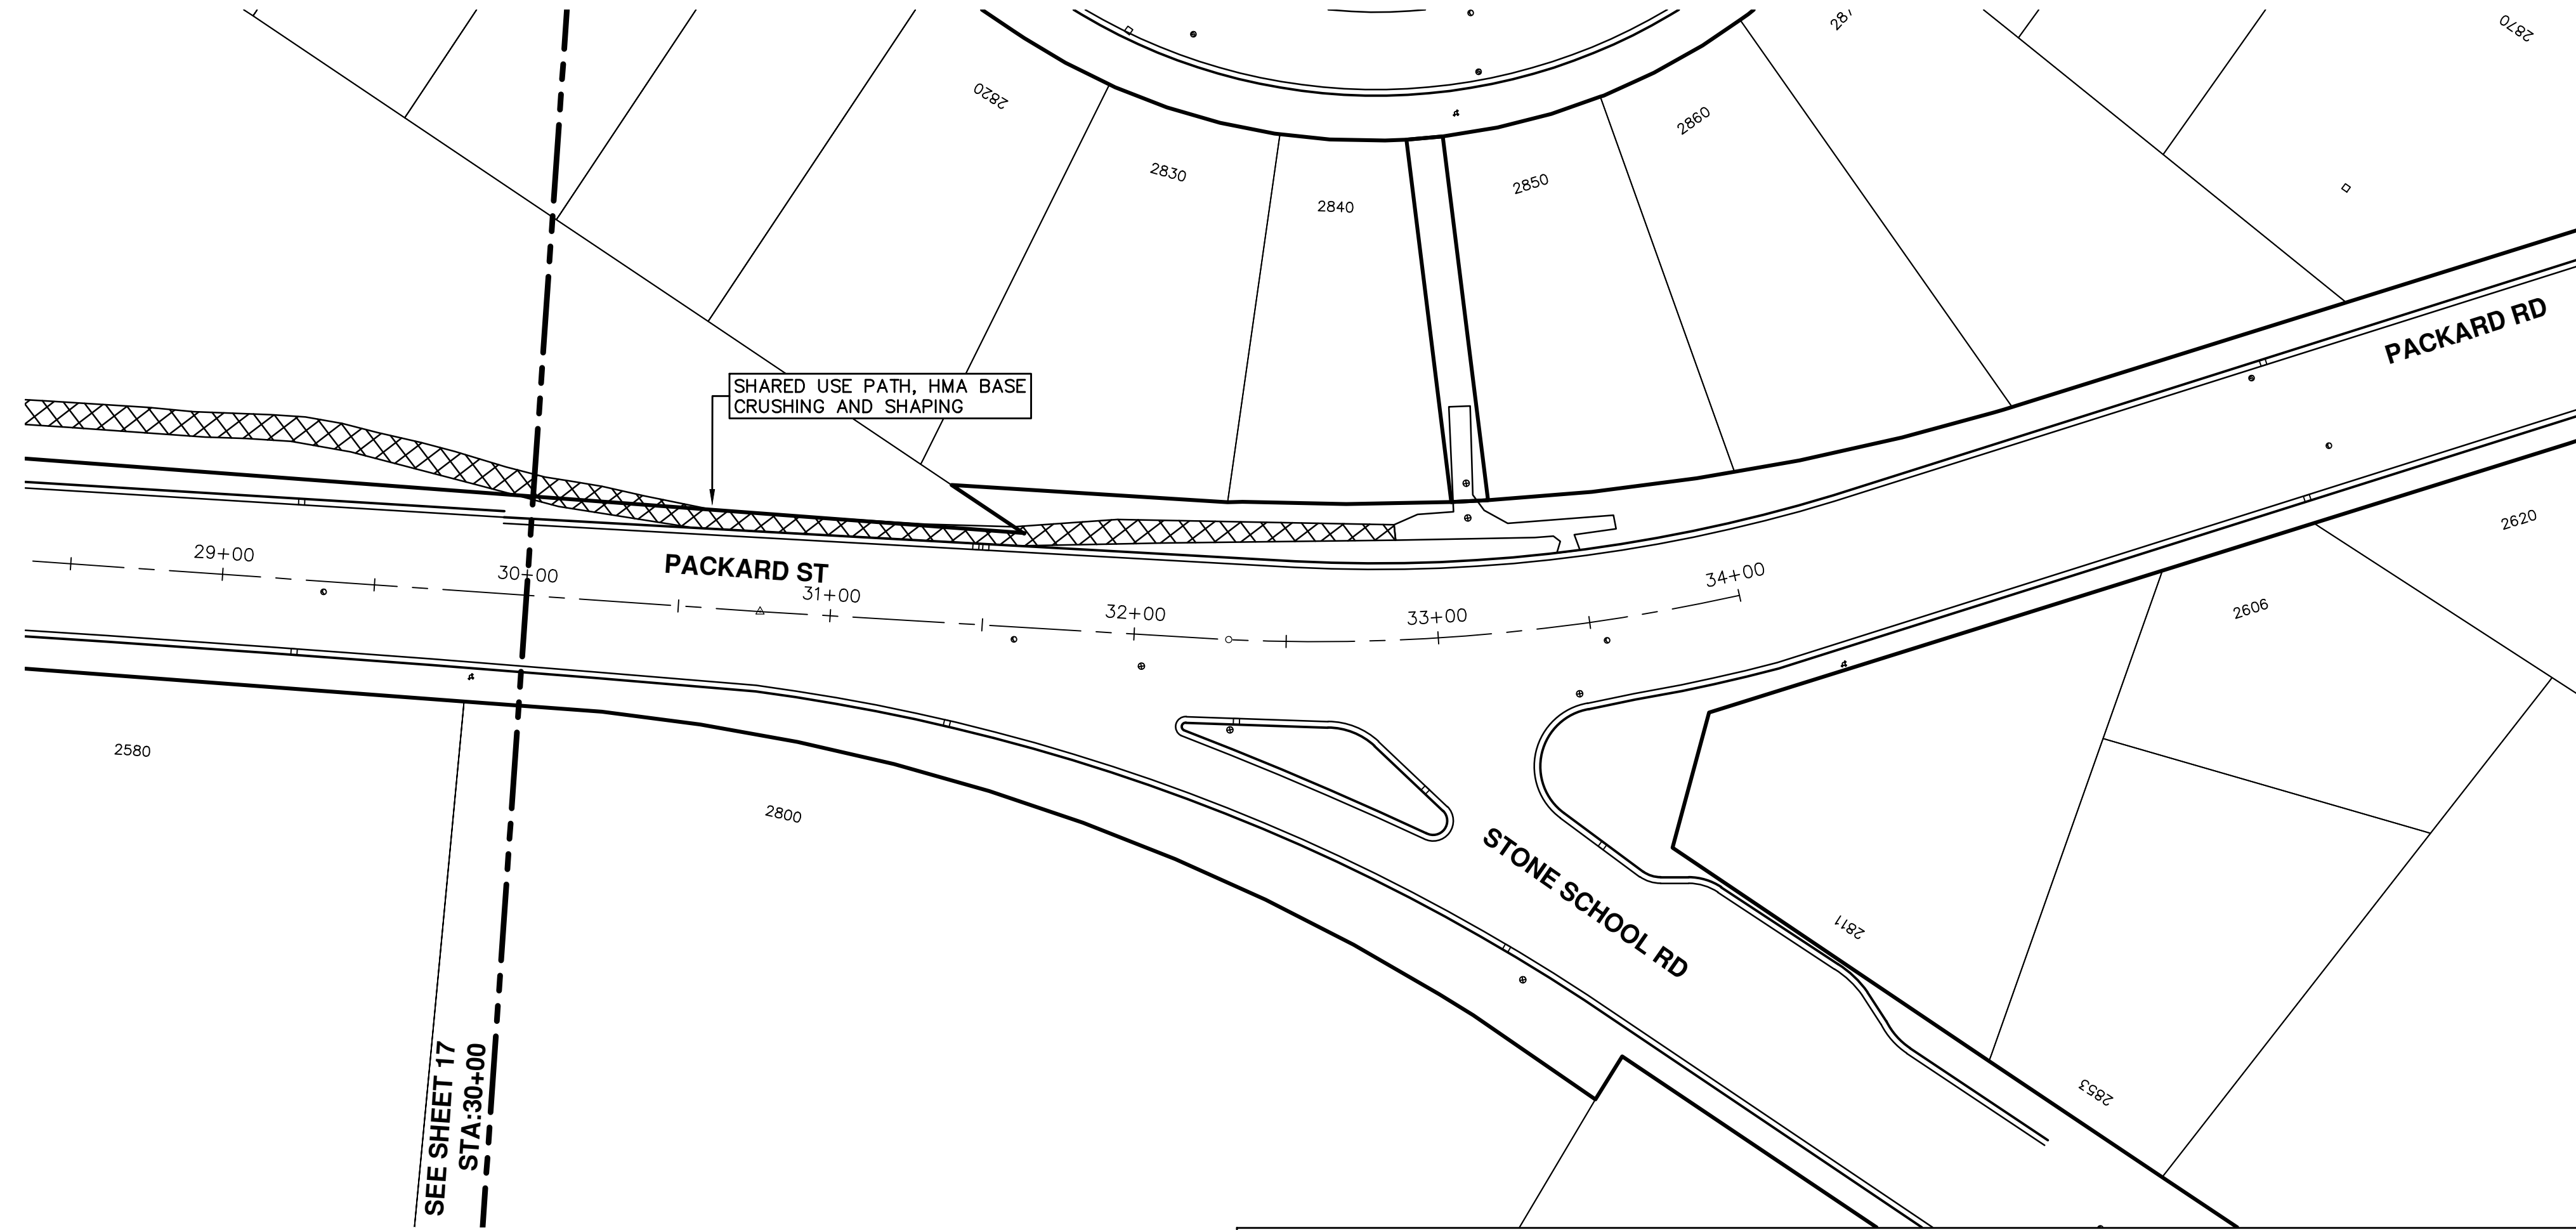 2870
2820
2860
2830
2850
2840
PACKARD RD
SHARED USE PATH, HMA BASE
CRUSHING AND SHAPING
2620
29+00
PACKARD ST
30+00
31+00
34+00
32+00
33+00
2606
2580
2800
STONE SCHOOL RD
2811
2853
SEE SHEET 17
STA:30+00